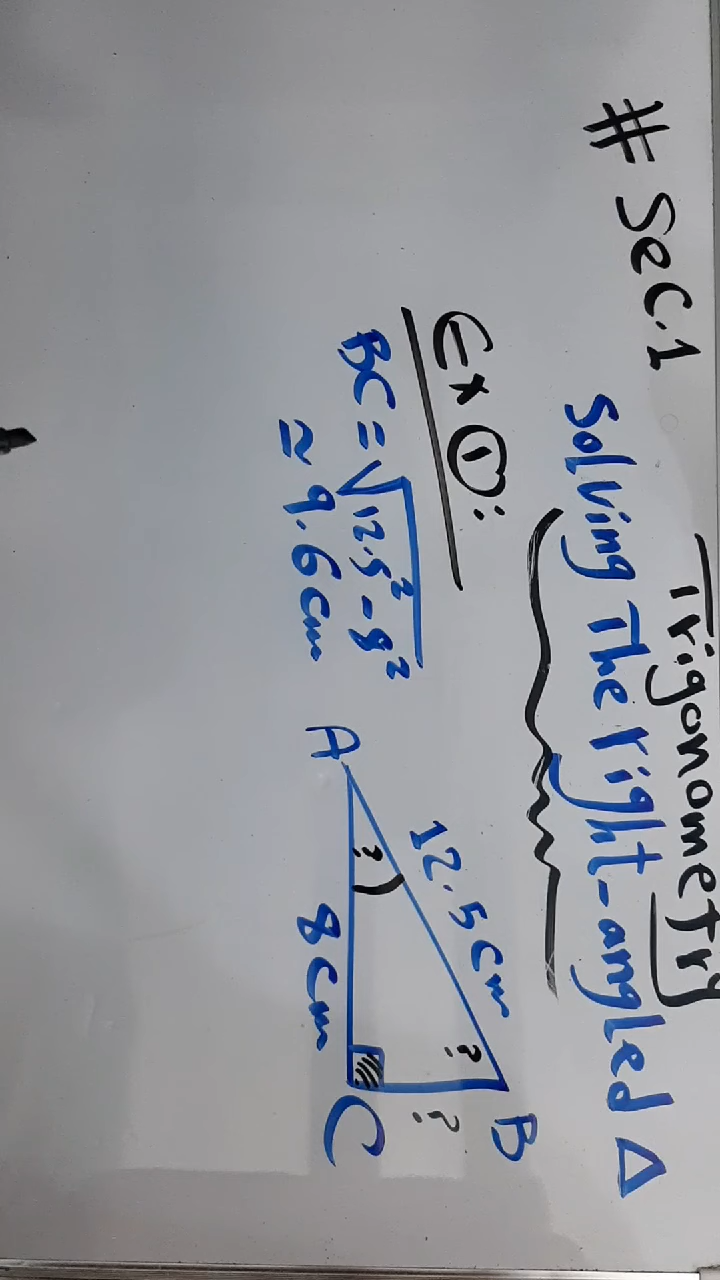 Trigonometry
# Sec.1
Solving The right-angled Δ
Ex ①:
BC = √12.5² - 8²
≃ 9.6 cm
A
12.5 cm
B
?
?
?
8 cm
C